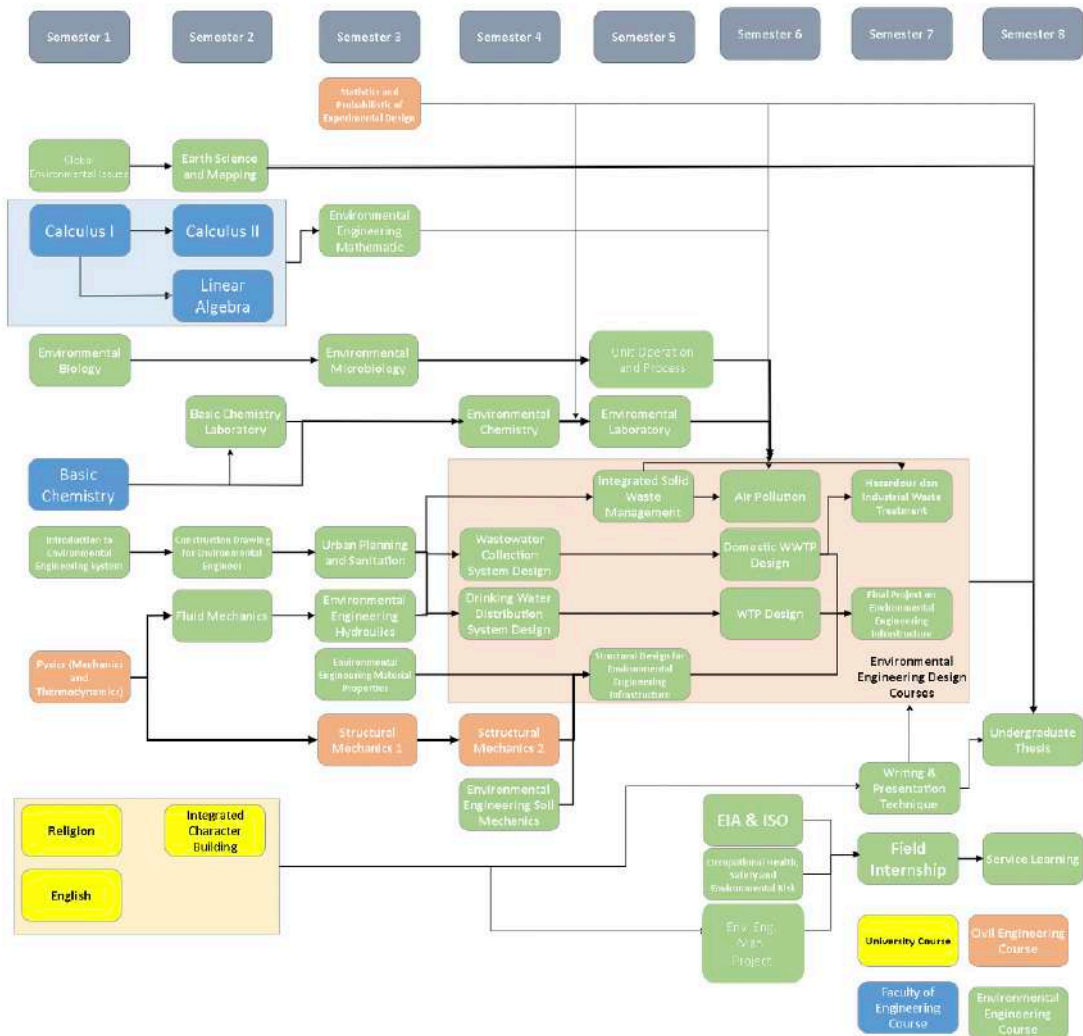 Semester 1
Semester 2
Semester 3
Semester 4
Semester 5
Semester 6
Semester 7
Semester 8
Statistics and
Probabilistic of
Experimental Design
Global
Environmental Issues
Earth Science
and Mapping
Calculus I
Calculus II
Environmental
Engineering
Mathematic
Linear
Algebra
Environmental
Biology
Environmental
Microbiology
Unit Operation
and Process
Basic Chemistry
Laboratory
Environmental
Chemistry
Enviromental
Laboratory
Basic
Chemistry
Integrated Solid
Waste
Management
Air Pollution
Hazardour dan
Industrial Waste
Treatment
Introduction to
Environmental
Engineering System
Construction Drawing
for Environmental
Engineer
Urban Planning
and Sanitation
Wastowater
Collection
System Design
Domestic WWTP
Design
Fluid Mechanics
Environmental
Engineering
Hydraulics
Drinking Water
Distribution
System Design
WTP Design
Final Project on
Environmental
Engineering
Infrastructure
Pysics (Mechanics
and
Thermodynamics)
Environmental
Engineering Material
Properties
Structural Design for
Environmental
Engineering
Infrastructure
Environmental
Engineering Design
Courses
Structural
Mechanics 1
Sctructural
Mechanics 2
Undergraduate
Thesis
Environmental
Engineering Soil
Mechanics
Writing &
Presentation
Technique
Religion
Integrated
Character
Building
English
EIA & ISO
Occupational Health,
Safety and
Environmental Risk
Env. Eng.
Man.
Project
Field
Internship
Service Learning
University Course
Civil Engineering
Course
Faculty of
Engineering
Course
Environmental
Engineering
Course